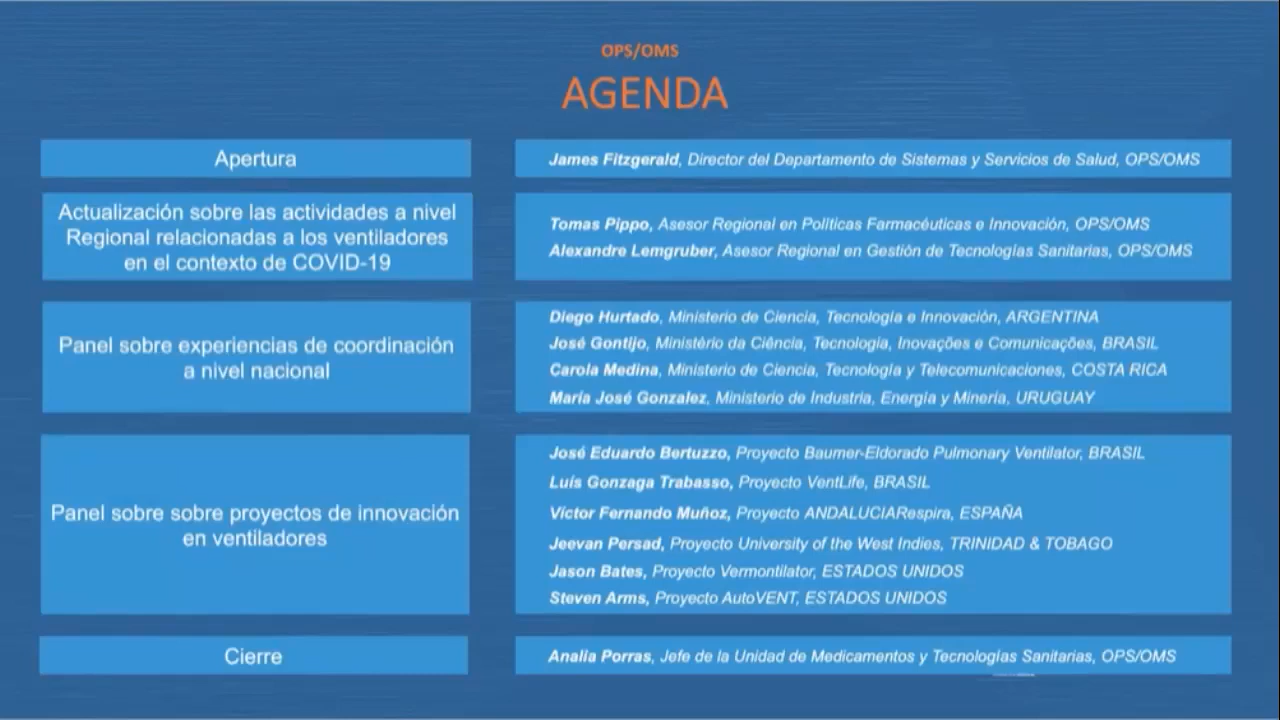 OPS/OMS
AGENDA
Apertura
James Fitzgerald, Director del Departamento de Sistemas y Servicios de Salud, OPS/OMS
Actualización sobre las actividades a nivel
Regional relacionadas a los ventiladores
en el contexto de COVID-19
Tomas Pippo, Asesor Regional en Políticas Farmacéuticas e Innovación, OPS/OMS
Alexandre Lemgruber, Asesor Regional en Gestión de Tecnologías Sanitarias, OPS/OMS
Panel sobre experiencias de coordinación
a nivel nacional
Diego Hurtado, Ministerio de Ciencia, Tecnología e Innovación, ARGENTINA
José Gontijo, Ministério da Ciência, Tecnologia, Inovações e Comunicações, BRASIL
Carola Medina, Ministerio de Ciencia, Tecnología y Telecomunicaciones, COSTA RICA
María José Gonzalez, Ministerio de Industria, Energía y Minería, URUGUAY
Panel sobre sobre proyectos de innovación
en ventiladores
José Eduardo Bertuzzo, Proyecto Baumer-Eldorado Pulmonary Ventilator, BRASIL
Luís Gonzaga Trabasso, Proyecto VentLife, BRASIL
Víctor Fernando Muñoz, Proyecto ANDALUCIARespira, ESPAÑA
Jeevan Persad, Proyecto University of the West Indies, TRINIDAD & TOBAGO
Jason Bates, Proyecto Vermontilator, ESTADOS UNIDOS
Steven Arms, Proyecto AutoVENT, ESTADOS UNIDOS
Cierre
Analia Porras, Jefe de la Unidad de Medicamentos y Tecnologías Sanitarias, OPS/OMS